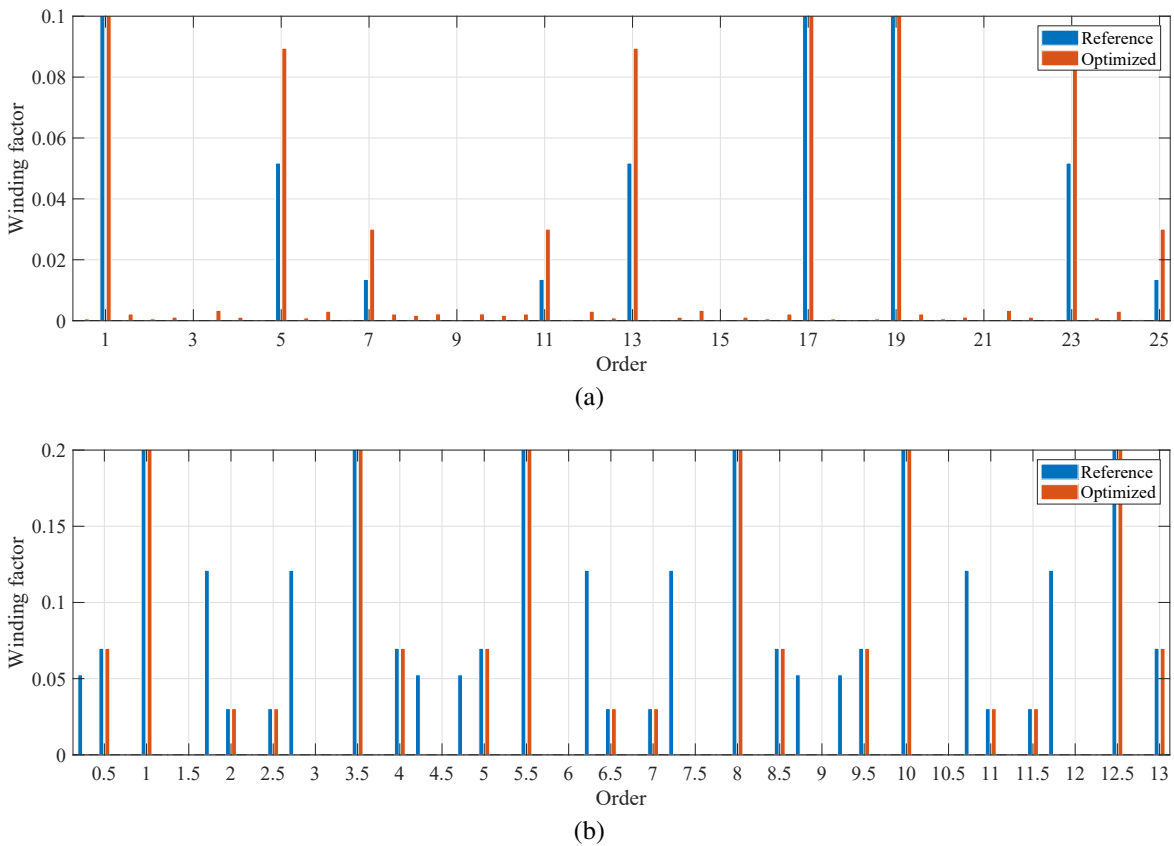 0.1
0.08
0.06
0.04
0.02
0
Winding factor
Reference
Optimized
1 3 5 7 9 11 13 15 17 19 21 23 25
Order
(a)
0.2
0.15
0.1
0.05
0
Winding factor
Reference
Optimized
0.5 1 1.5 2 2.5 3 3.5 4 4.5 5 5.5 6 6.5 7 7.5 8 8.5 9 9.5 10 10.5 11 11.5 12 12.5 13
Order
(b)